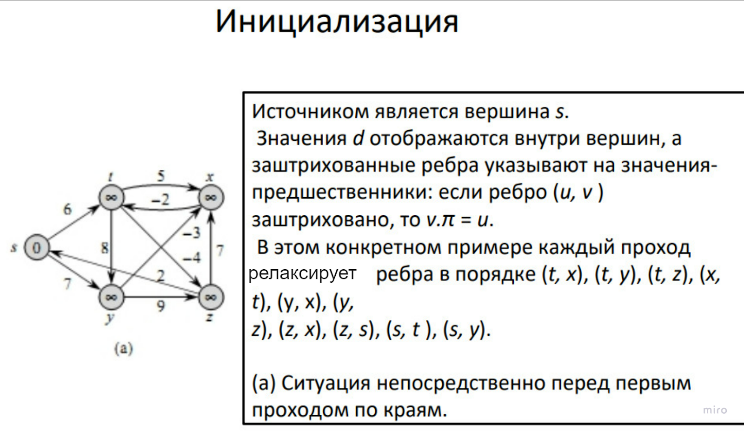 Инициализация
Источником является вершина s.
Значения d отображаются внутри вершин, а
заштрихованные ребра указывают на значения-
предшественники: если ребро (u, v )
заштриховано, то v.π = u.
В этом конкретном примере каждый проход
релаксирует ребра в порядке (t, x), (t, y), (t, z), (x,
t), (y, x), (y,
z), (z, x), (z, s), (s, t ), (s, y).
(a) Ситуация непосредственно перед первым
проходом по краям.
t
5
x
∞
∞
−2
6
s
0
8
−3
−4
7
7
2
∞
∞
y
9
z
(a)
miro